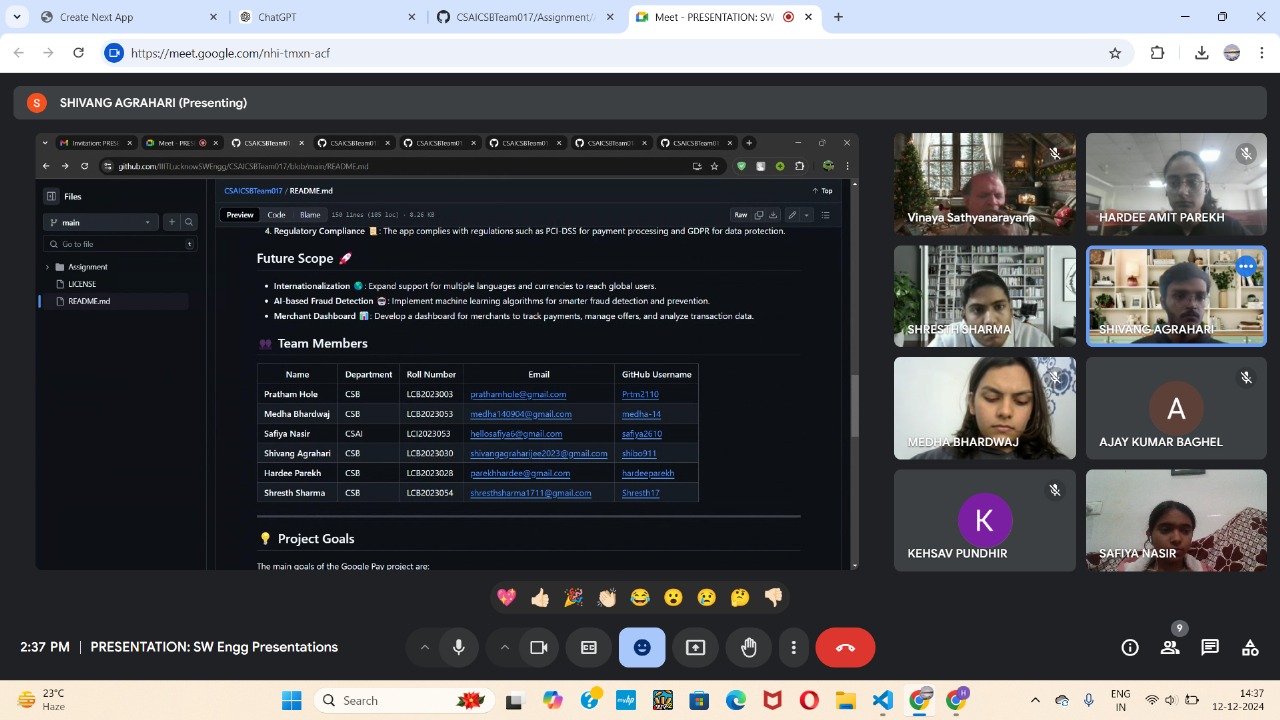 Create Next App
ChatGPT
CSAICSBTeam017/Assignment/
Meet - PRESENTATION: SW
https://meet.google.com/nhi-tmxn-acf
S SHIVANG AGRAHARI (Presenting)
Invitation: PRES
Meet - PRES
CSAICSBTeam01
CSAICSBTeam01
CSAICSBTeam01
CSAICSBTeam01
CSAICSBTeam01
CSAICSBTeam01
github.com/IIITLucknowSWEngg/CSAICSBTeam017/blob/main/README.md
Files
main
Go to file t
Assignment
LICENSE
README.md
CSAICSBTeam017 / README.md
Top
Preview Code Blame 158 lines (105 loc) · 8.26 KB
Raw
4. Regulatory Compliance 📜: The app complies with regulations such as PCI-DSS for payment processing and GDPR for data protection.
Future Scope 🚀
• Internationalization 🌎: Expand support for multiple languages and currencies to reach global users.
• AI-based Fraud Detection 🤖: Implement machine learning algorithms for smarter fraud detection and prevention.
• Merchant Dashboard 📊: Develop a dashboard for merchants to track payments, manage offers, and analyze transaction data.
👥 Team Members
Name Department Roll Number Email GitHub Username
Pratham Hole CSB LCB2023003 prathamhole@gmail.com Prtm2110
Medha Bhardwaj CSB LCB2023053 medha140904@gmail.com medha-14
Safiya Nasir CSAI LCI2023053 hellosafiya6@gmail.com safiya2610
Shivang Agrahari CSB LCB2023030 shivangagraharijee2023@gmail.com shibo911
Hardee Parekh CSB LCB2023028 parekhhardee@gmail.com hardeeparekh
Shresth Sharma CSB LCB2023054 shresthsharma1711@gmail.com Shresth17
💡 Project Goals
The main goals of the Google Pay project are:
Vinaya Sathyanarayana
HARDEE AMIT PAREKH
SHRESTH SHARMA
SHIVANG AGRAHARI
MEDHA BHARDWAJ
A
AJAY KUMAR BAGHEL
K
KEHSAV PUNDHIR
SAFIYA NASIR
2:37 PM | PRESENTATION: SW Engg Presentations
9
23°C
Haze
Search
ENG
IN
14:37
12-12-2024